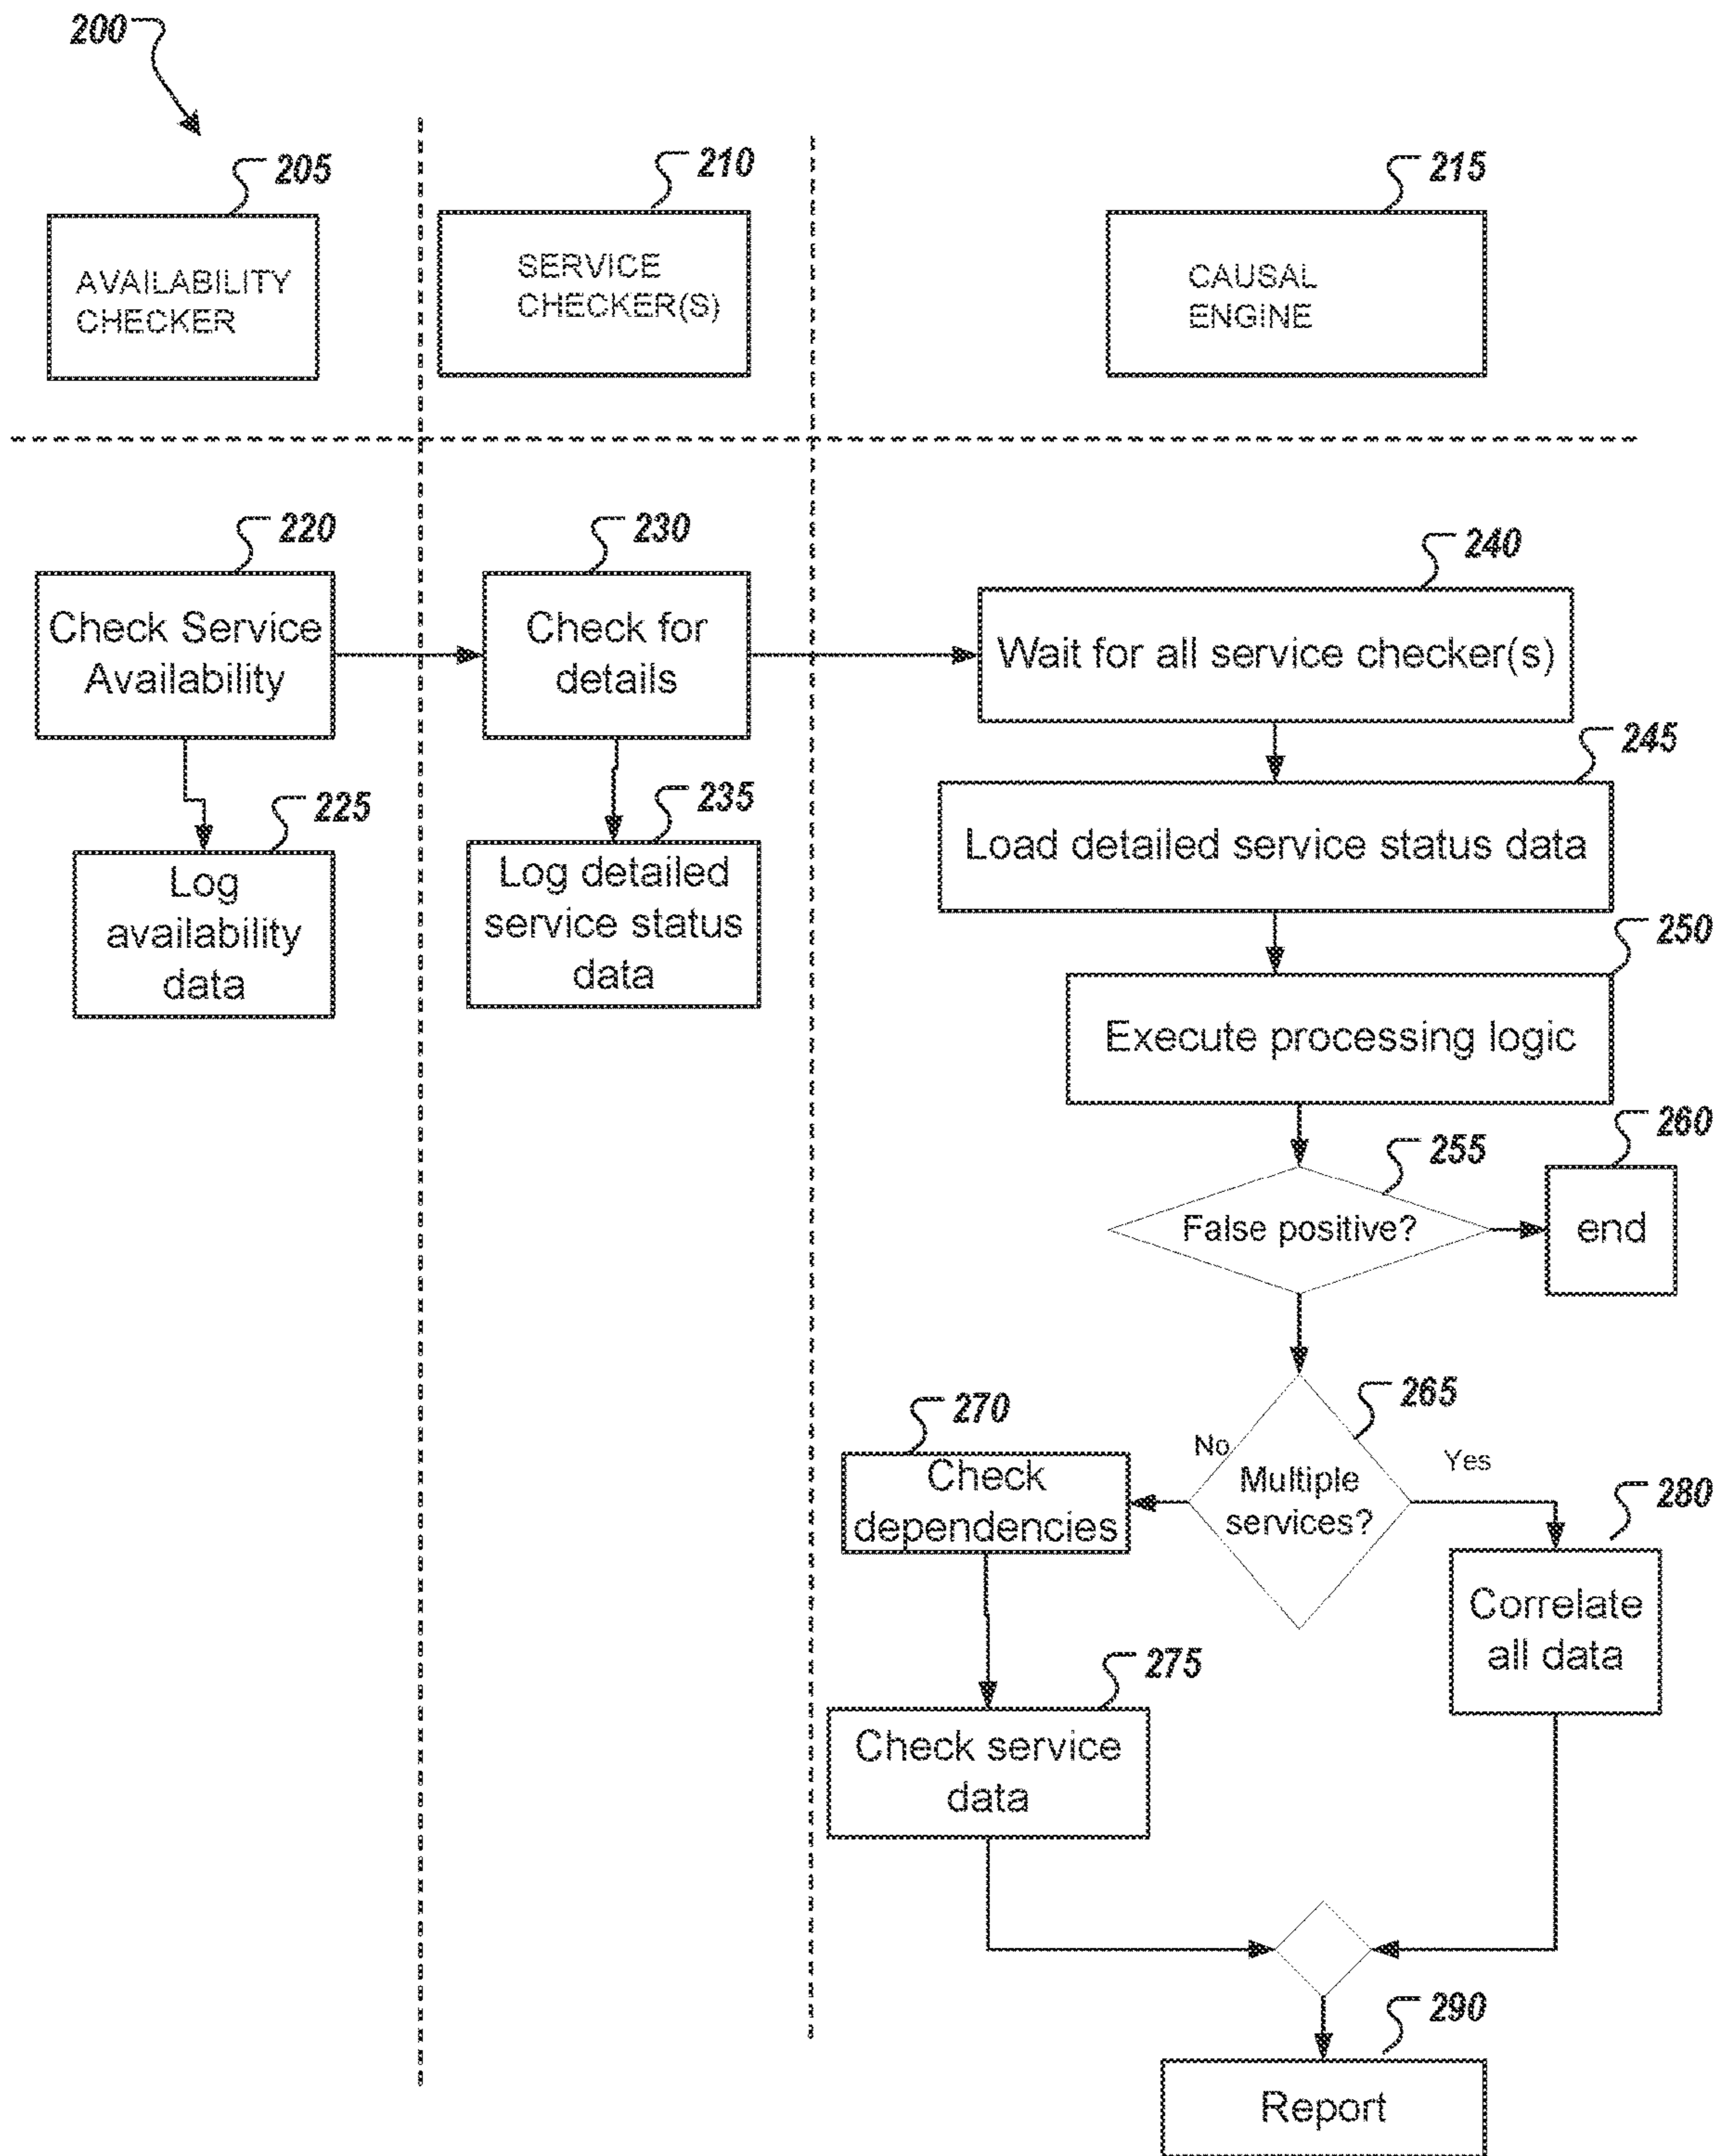 200
205
210
215
AVAILABILITY
CHECKER
SERVICE
CHECKER(S)
CAUSAL
ENGINE
220
230
240
Check Service
Availability
Check for
details
Wait for all service checker(s)
225
235
245
Log
availability
data
Log detailed
service status
data
Load detailed service status data
250
Execute processing logic
255
260
False positive?
end
265
270
No
Yes
Multiple
services?
Check
dependencies
280
Correlate
all data
275
Check service
data
290
Report